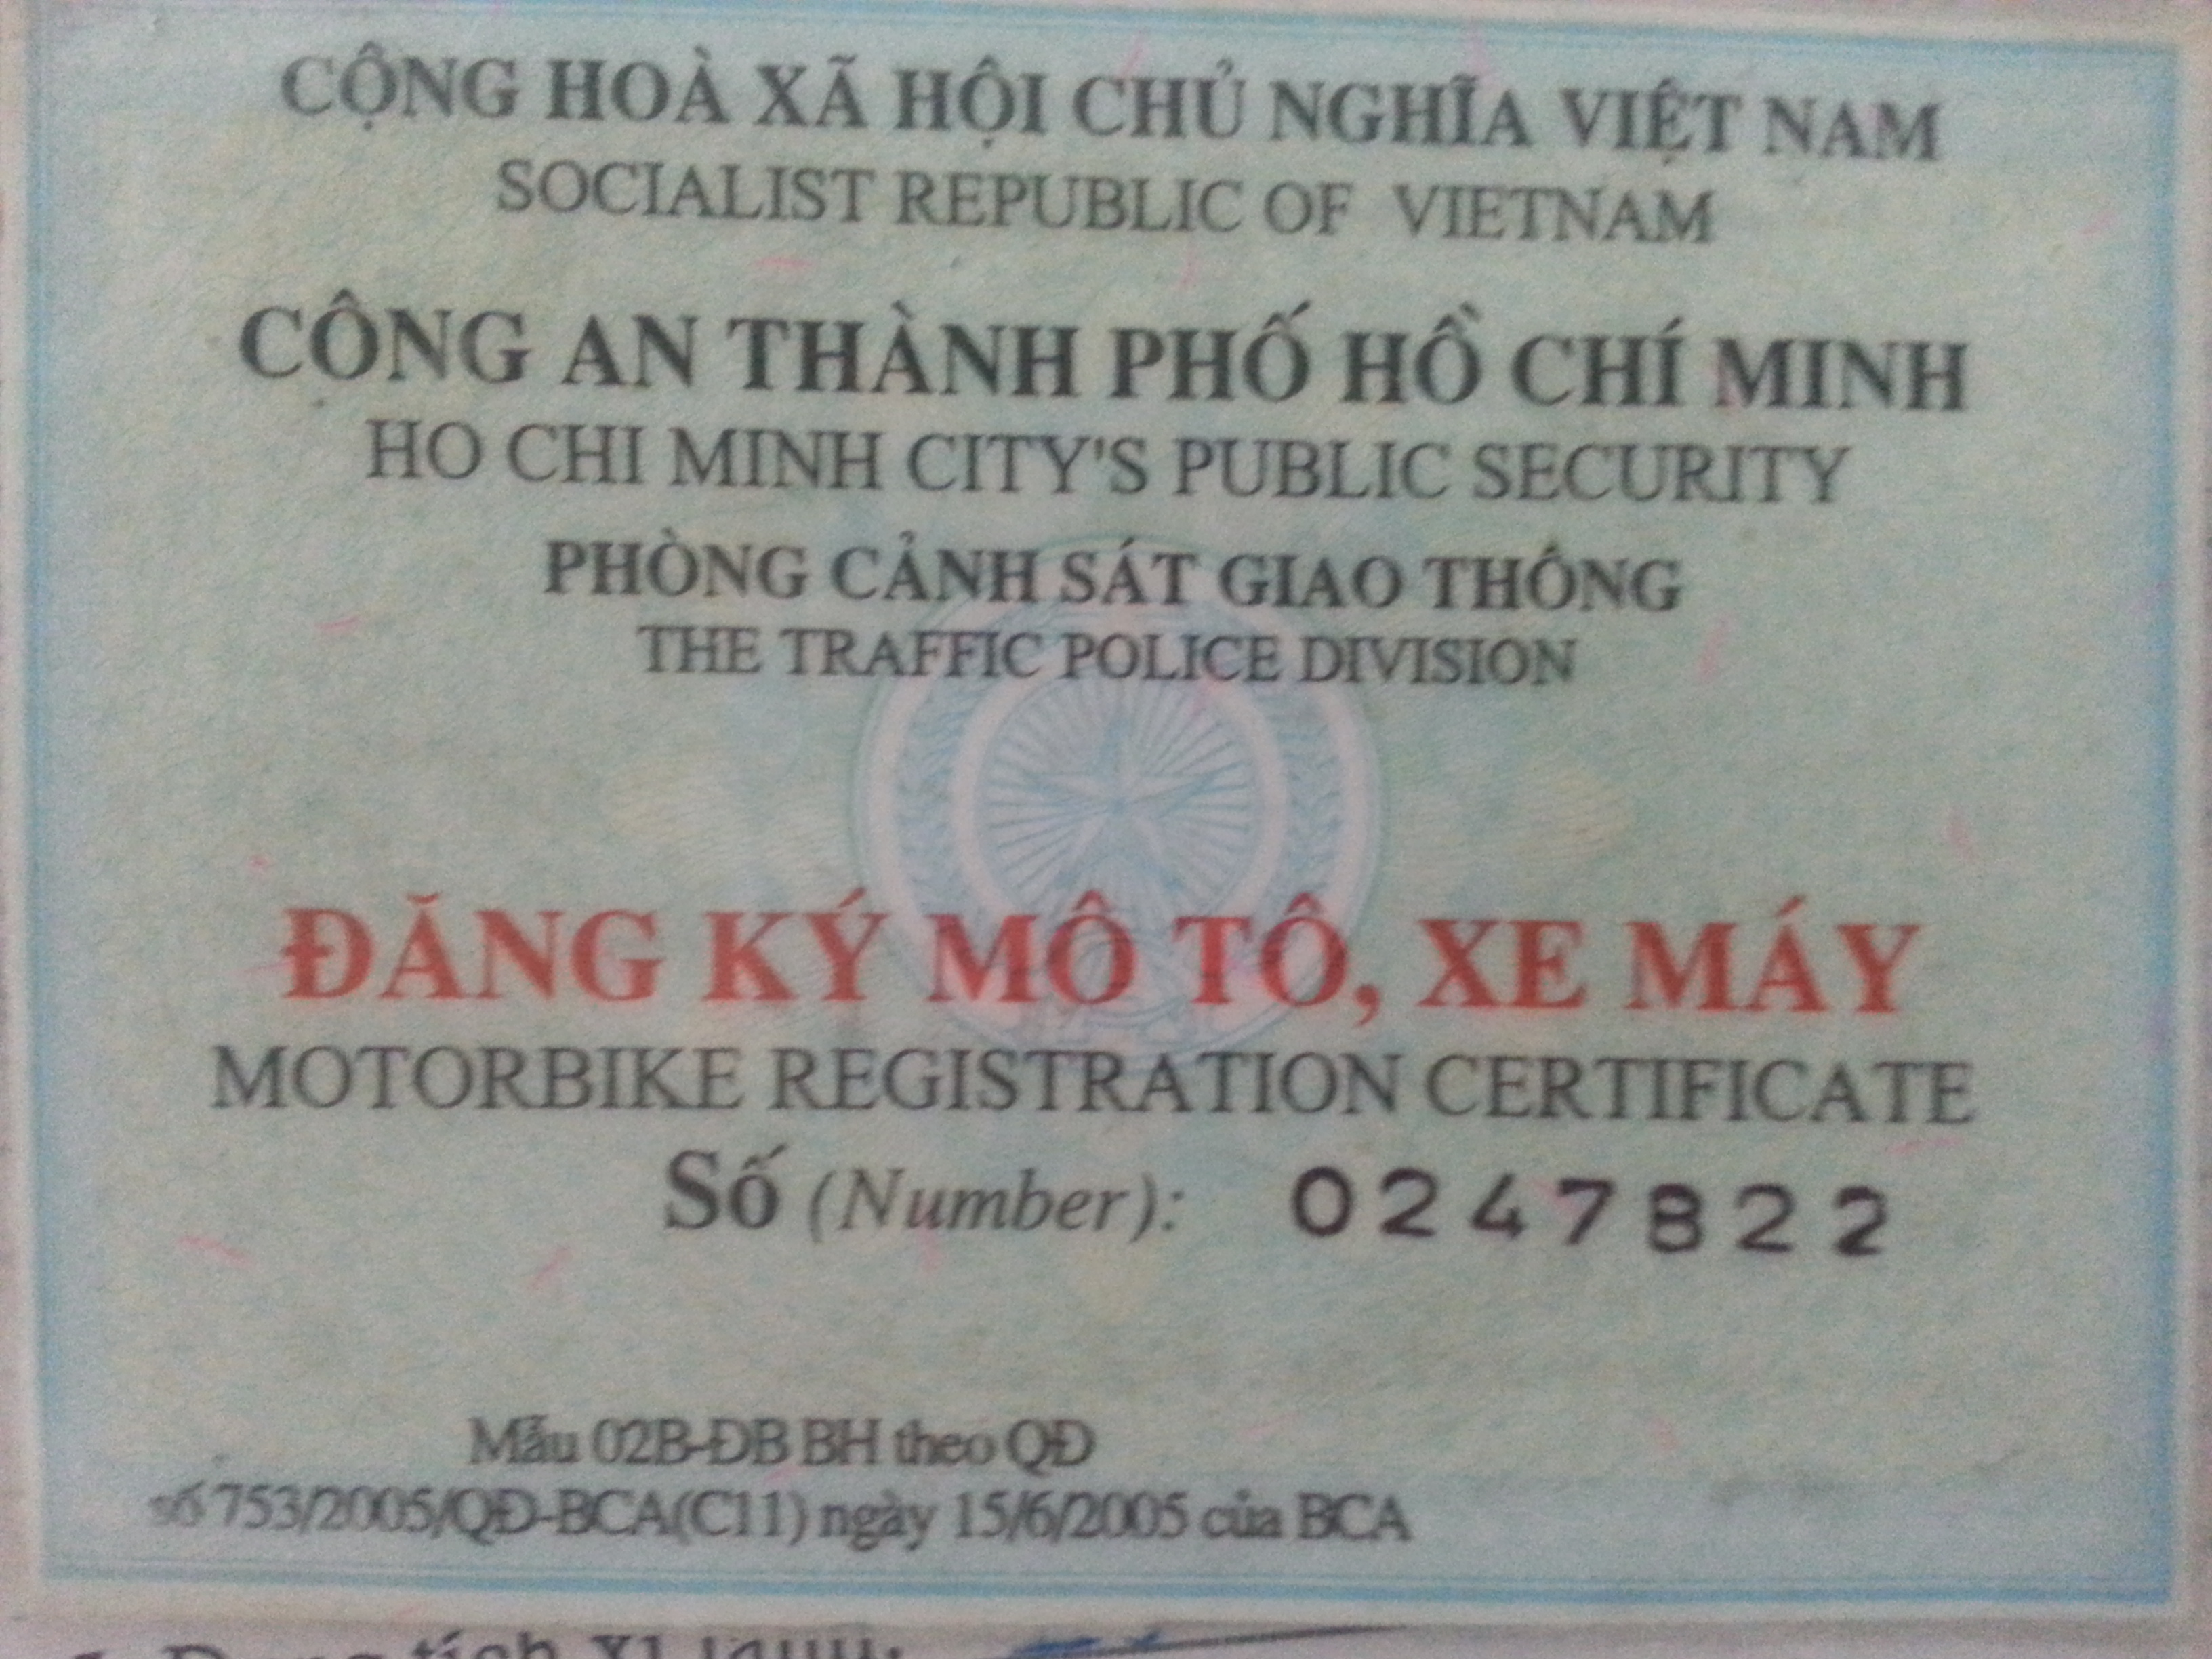 CỘNG HOÀ XÃ HỘI CHỦ NGHĨA VIỆT NAM
SOCIALIST REPUBLIC OF VIETNAM
CÔNG AN THÀNH PHỐ HỒ CHÍ MINH
HO CHI MINH CITY'S PUBLIC SECURITY
PHÒNG CẢNH SÁT GIAO THÔNG
THE TRAFFIC POLICE DIVISION
ĐĂNG KÝ MÔ TÔ, XE MÁY
MOTORBIKE REGISTRATION CERTIFICATE
Số (Number): 0247822
Mẫu 02B-ĐB BH theo QĐ
số 753/2005/QĐ-BCA(C11) ngày 15/6/2005 của BCA
tích